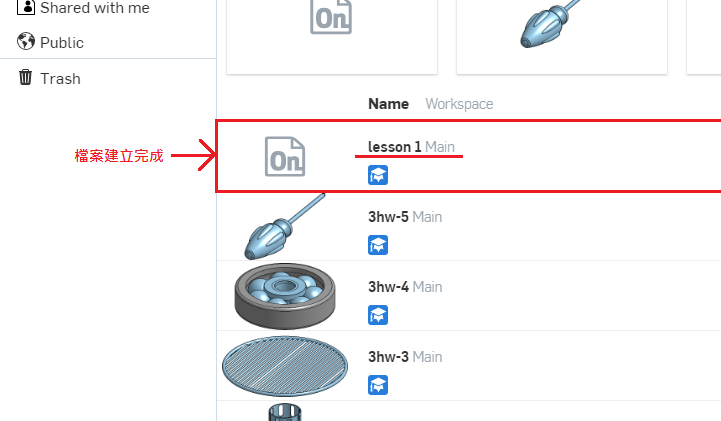 Shared with me
Public
Trash
On
Name Workspace
檔案建立完成
On
lesson 1 Main
3hw-5 Main
3hw-4 Main
3hw-3 Main